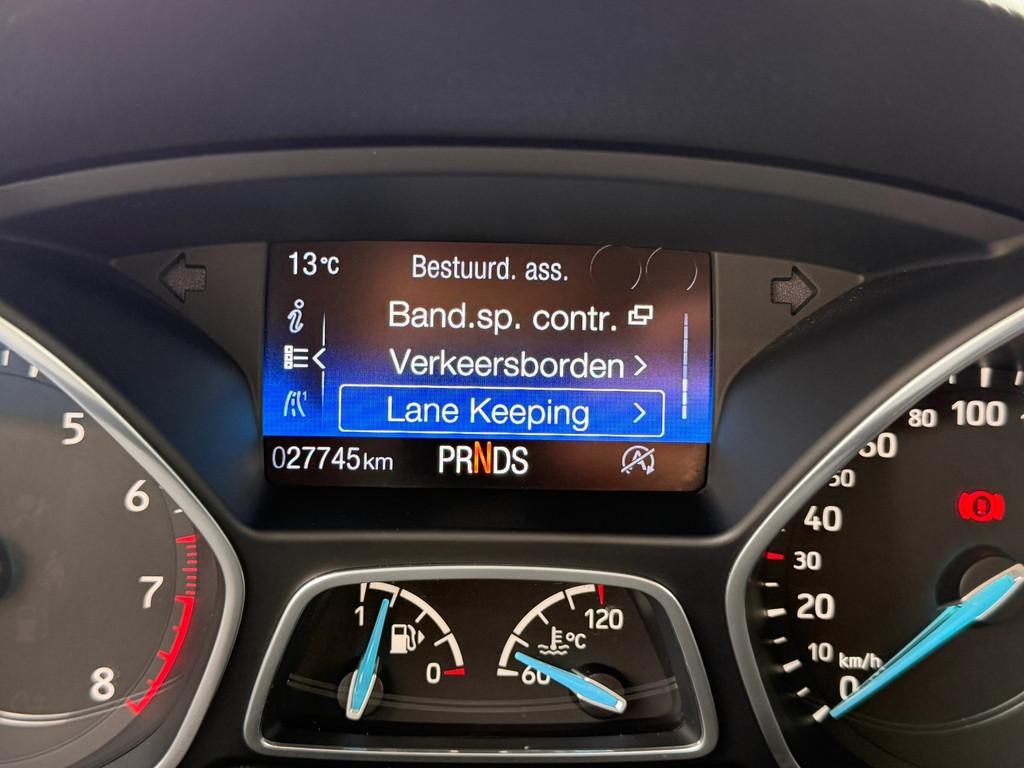 13°C
Bestuurd. ass.
Band.sp. contr.
Verkeersborden >
Lane Keeping >
027745km
PRNDS
5
6
7
8
1
0
60
120
°C
100
80
60
50
40
30
20
10
km/h
0